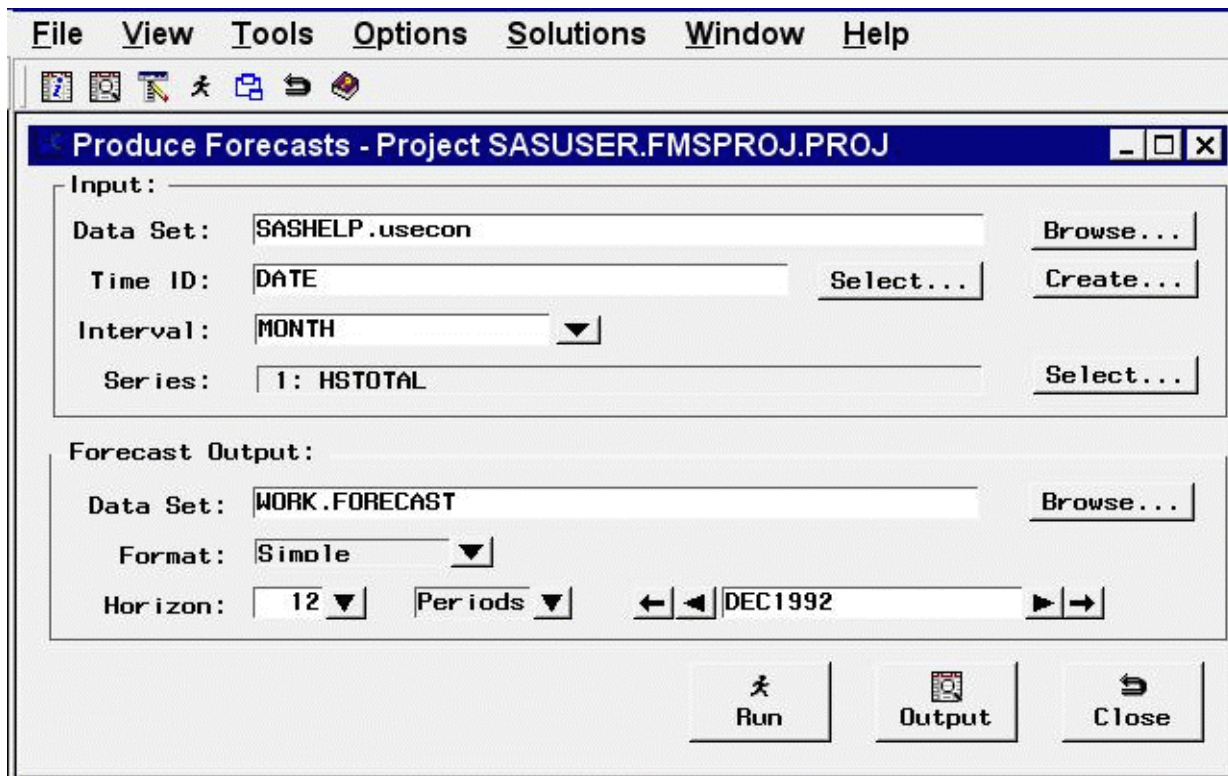 File View Tools Options Solutions Window Help
Produce Forecasts - Project SASUSER.FMSPROJ.PROJ
Input:
Data Set: SASHELP.usecon Browse...
Time ID: DATE Select... Create...
Interval: MONTH
Series: 1: HSTOTAL Select...
Forecast Output:
Data Set: WORK.FORECAST Browse...
Format: Simple
Horizon: 12 Periods DEC1992
Run Output Close